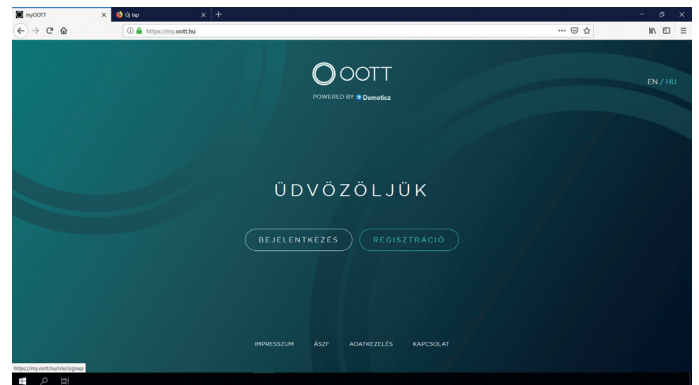 myOOTT
Új lap
https://my.oott.hu
OOTT
POWERED BY Domoticz
EN / HU
ÜDVÖZÖLJÜK
BEJELENTKEZÉS
REGISZTRÁCIÓ
IMPRESSZUM ÁSZF ADATKEZELÉS KAPCSOLAT
https://my.oott.hu/site/signup